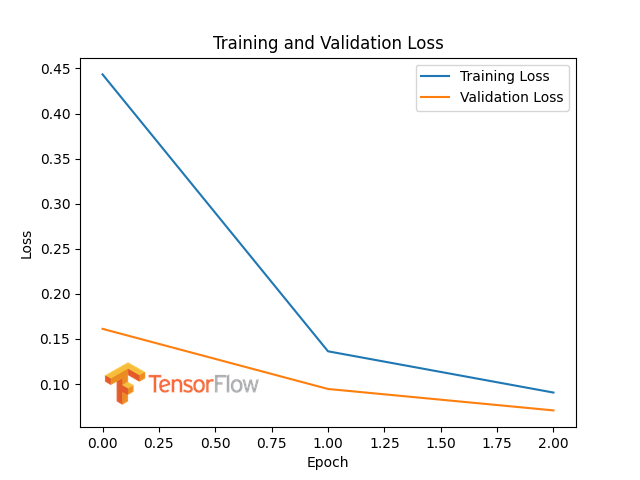 Training and Validation Loss
Training Loss
Validation Loss
0.45
0.40
0.35
0.30
0.25
0.20
0.15
0.10
Loss
TensorFlow
0.00 0.25 0.50 0.75 1.00 1.25 1.50 1.75 2.00
Epoch